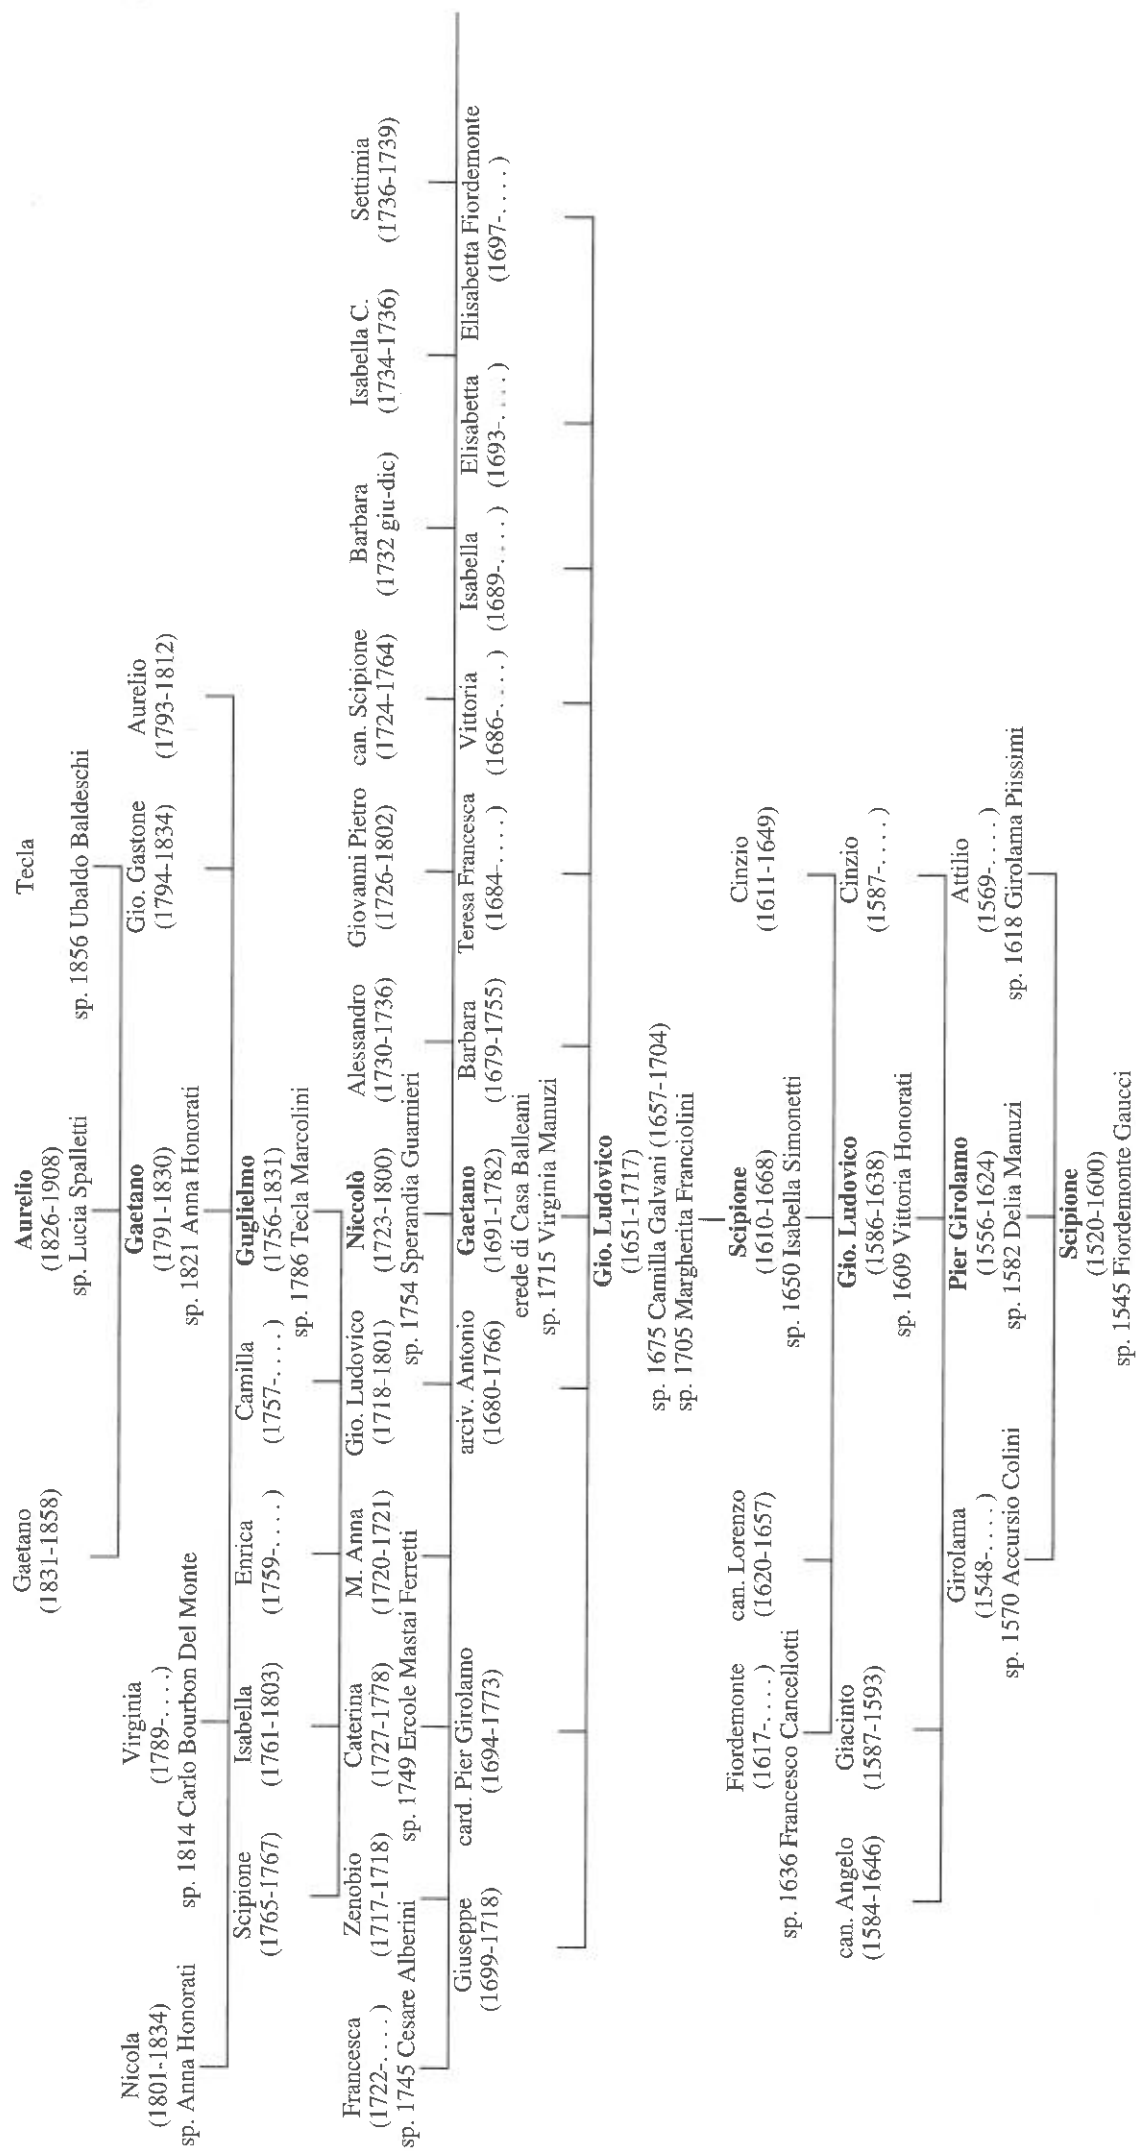 Nicola
(1801-1834)
sp. Anna Honorati
Virginia
(1789-....)
sp. 1814 Carlo Bourbon Del Monte
Gaetano
(1831-1858)
Aurelio
(1826-1908)
sp. Lucia Spalletti
Tecla
sp. 1856 Ubaldo Baldeschi
Gaetano
(1791-1830)
sp. 1821 Anna Honorati
Gio. Gastone
(1794-1834)
Aurelio
(1793-1812)
Scipione
(1765-1767)
Isabella
(1761-1803)
Enrica
(1759-....)
Camilla
(1757-....)
Guglielmo
(1756-1831)
sp. 1786 Tecla Marcolini
Francesca
(1722-....)
sp. 1745 Cesare Alberini
Zenobio
(1717-1718)
Caterina
(1727-1778)
sp. 1749 Ercole Mastai Ferretti
M. Anna
(1720-1721)
Gio. Ludovico
(1718-1801)
Niccolò
(1723-1800)
sp. 1754 Sperandia Guarnieri
Alessandro
(1730-1736)
Giovanni Pietro
(1726-1802)
can. Scipione
(1724-1764)
Barbara
(1732 giu-dic)
Isabella C.
(1734-1736)
Settimia
(1736-1739)
Giuseppe
(1699-1718)
card. Pier Girolamo
(1694-1773)
arciv. Antonio
(1680-1766)
Gaetano
(1691-1782)
erede di Casa Balleani
sp. 1715 Virginia Manuzi
Barbara
(1679-1755)
Teresa Francesca
(1684-....)
Vittoria
(1686-....)
Isabella
(1689-....)
Elisabetta
(1693-....)
Elisabetta Fiordemonte
(1697-....)
Gio. Ludovico
(1651-1717)
sp. 1675 Camilla Galvani (1657-1704)
sp. 1705 Margherita Franciolini
Fiordemonte
(1617-....)
sp. 1636 Francesco Cancellotti
can. Lorenzo
(1620-1657)
Scipione
(1610-1668)
sp. 1650 Isabella Simonetti
Cinzio
(1611-1649)
can. Angelo
(1584-1646)
Giacinto
(1587-1593)
Gio. Ludovico
(1586-1638)
sp. 1609 Vittoria Honorati
Cinzio
(1587-....)
Girolama
(1548-....)
sp. 1570 Accursio Colini
Pier Girolamo
(1556-1624)
sp. 1582 Delia Manuzi
Attilio
(1569-....)
sp. 1618 Girolama Piissimi
Scipione
(1520-1600)
sp. 1545 Fiordemonte Gaucci